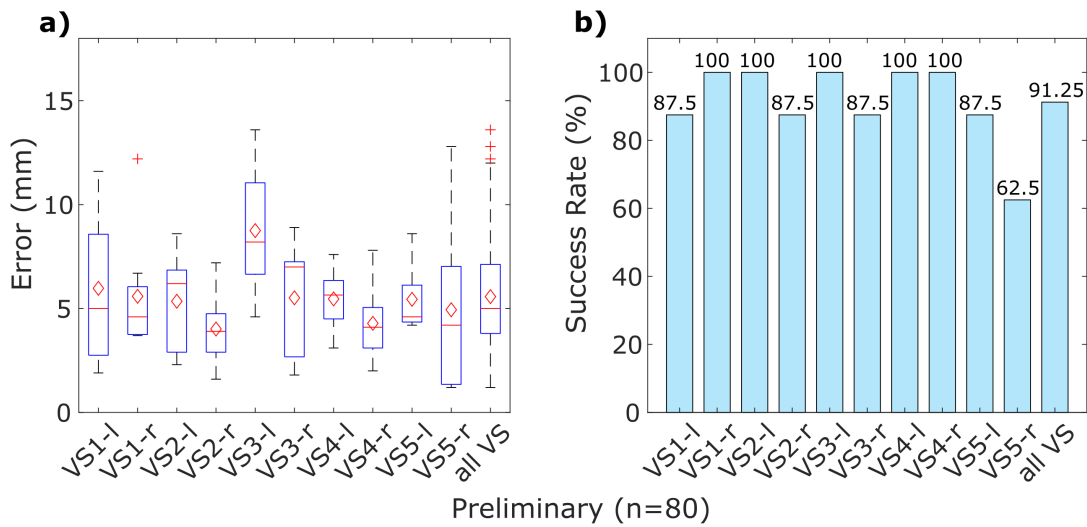 a)
Error (mm)
15
10
5
0
VS1-l
VS1-r
VS2-l
VS2-r
VS3-l
VS3-r
VS4-l
VS4-r
VS5-l
VS5-r
all VS
b)
Success Rate (%)
100
80
60
40
20
0
87.5
100
100
87.5
100
87.5
100
100
87.5
62.5
91.25
VS1-l
VS1-r
VS2-l
VS2-r
VS3-l
VS3-r
VS4-l
VS4-r
VS5-l
VS5-r
all VS
Preliminary (n=80)